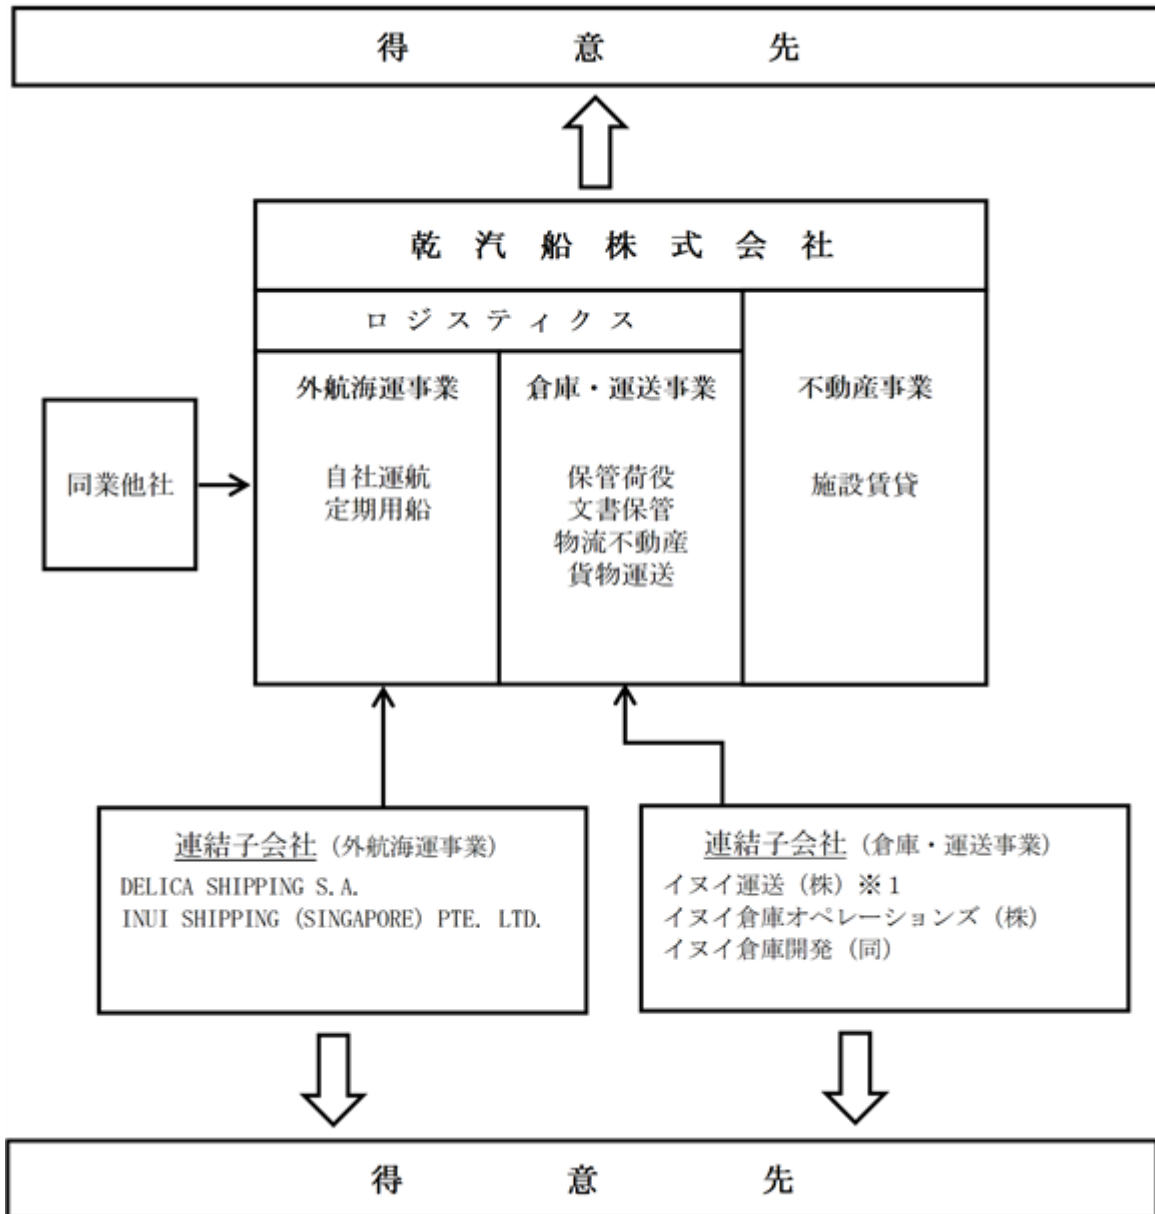 得意先
乾汽船株式会社
ロジスティクス
外航海運事業
自社運航
定期用船
倉庫・運送事業
保管荷役
文書保管
物流不動産
貨物運送
不動産事業
施設賃貸
同業他社
連結子会社(外航海運事業)
DELICA SHIPPING S.A.
INUI SHIPPING (SINGAPORE) PTE. LTD.
連結子会社(倉庫・運送事業)
イヌイ運送(株)※1
イヌイ倉庫オペレーションズ(株)
イヌイ倉庫開発(同)
得意先